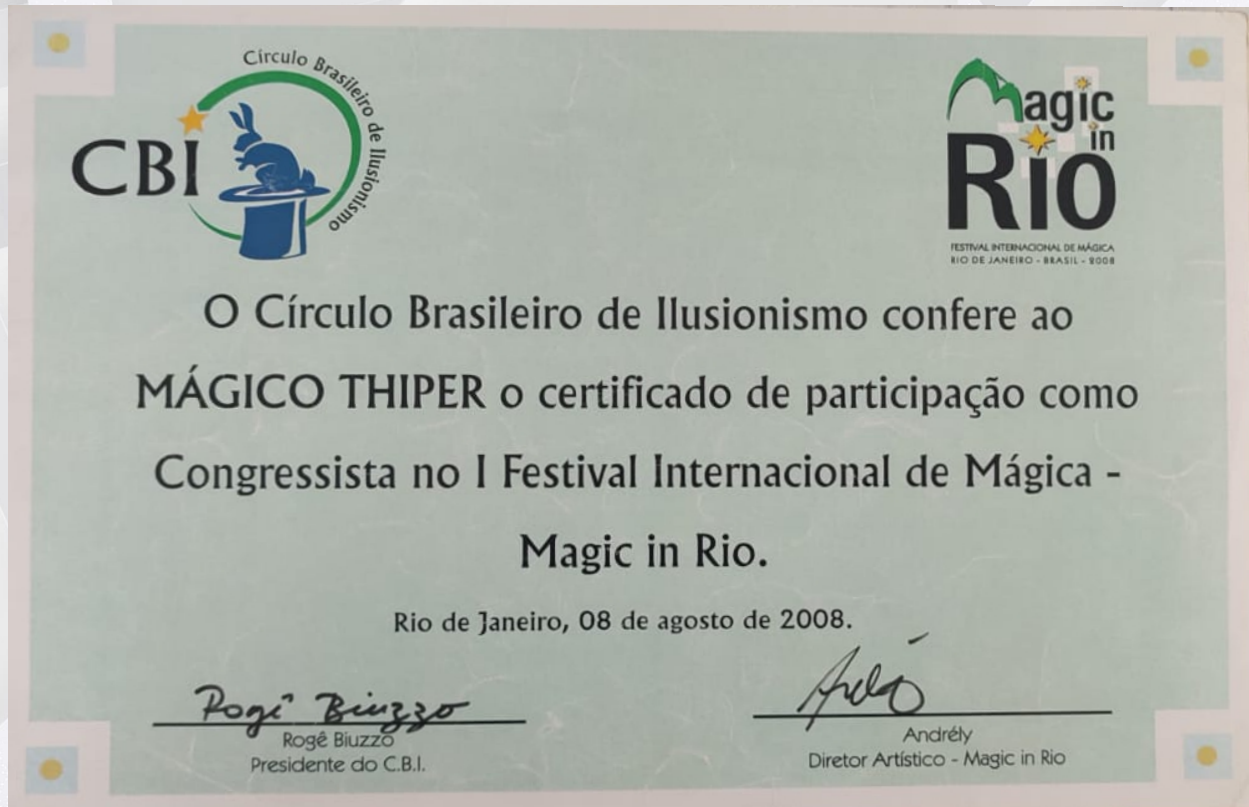 Círculo Brasileiro de Ilusionismo
CBI
Magic
in
Rio
FESTIVAL INTERNACIONAL DE MÁGICA
RIO DE JANEIRO - BRASIL - 2008
O Círculo Brasileiro de Ilusionismo confere ao
MÁGICO THIPER o certificado de participação como
Congressista no I Festival Internacional de Mágica -
Magic in Rio.
Rio de Janeiro, 08 de agosto de 2008.
Rogê Biuzzo
Rogê Biuzzo
Presidente do C.B.I.
Andrély
Diretor Artístico - Magic in Rio